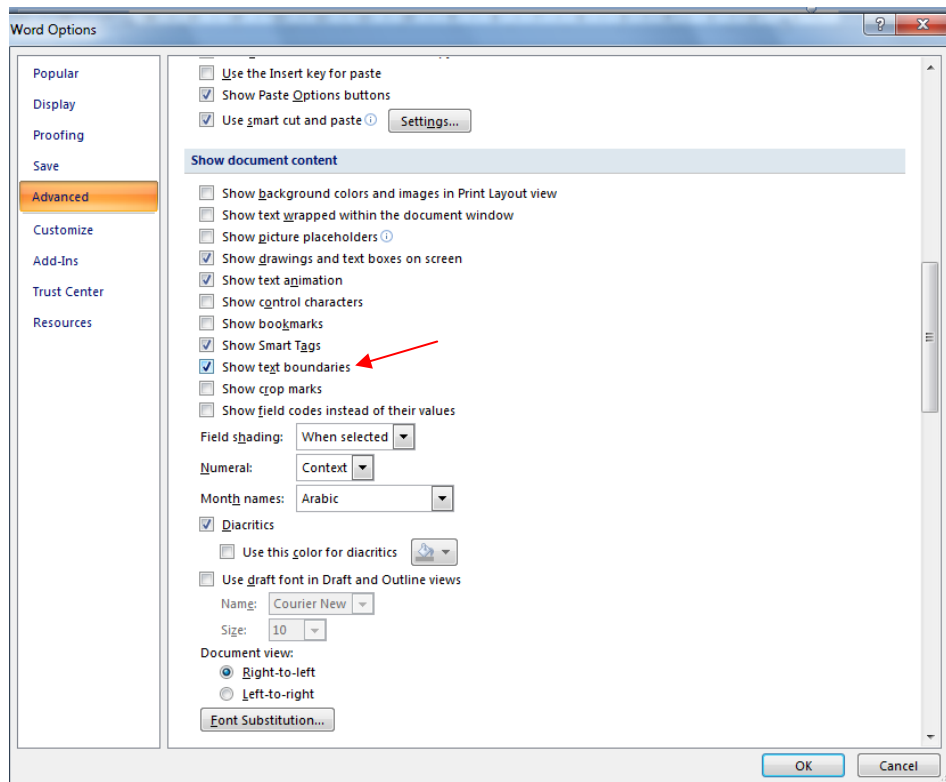 Word Options
Popular
Display
Proofing
Save
Advanced
Customize
Add-Ins
Trust Center
Resources
Use the Insert key for paste
Show Paste Options buttons
Use smart cut and paste
Settings...
Show document content
Show background colors and images in Print Layout view
Show text wrapped within the document window
Show picture placeholders
Show drawings and text boxes on screen
Show text animation
Show control characters
Show bookmarks
Show Smart Tags
Show text boundaries
Show crop marks
Show field codes instead of their values
Field shading: When selected
Numeral: Context
Month names: Arabic
Diacritics
Use this color for diacritics
Use draft font in Draft and Outline views
Name: Courier New
Size: 10
Document view:
Right-to-left
Left-to-right
Font Substitution...
OK Cancel